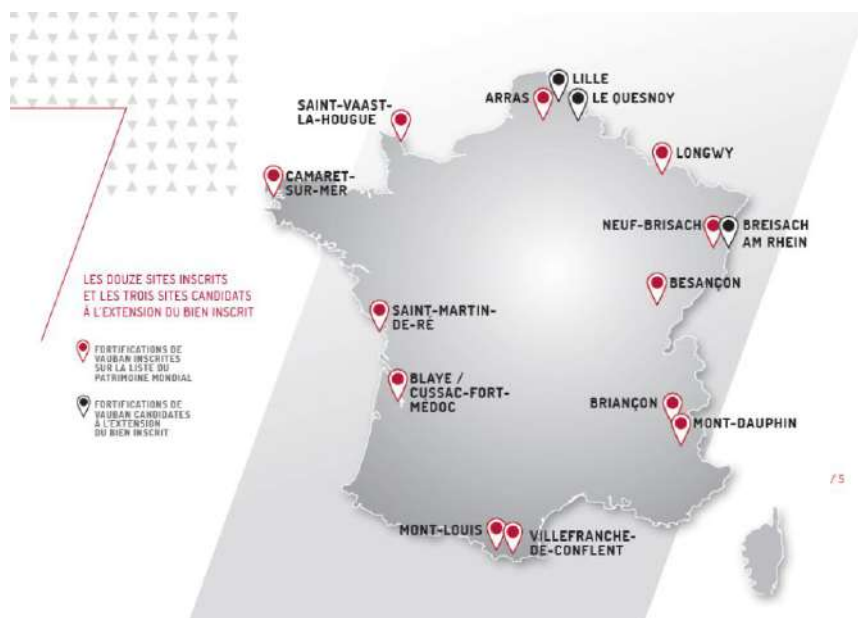 LILLE
ARRAS
LE QUESNOY
SAINT-VAAST-
LA-HOUGUE
LONGWY
CAMARET-
SUR-MER
NEUF-BRISACH
BREISACH
AM RHEIN
BESANÇON
LES DOUZE SITES INSCRITS
ET LES TROIS SITES CANDIDATS
À L'EXTENSION DU BIEN INSCRIT
SAINT-MARTIN-
DE-RÉ
FORTIFICATIONS DE
VAUBAN INSCRITES
SUR LA LISTE DU
PATRIMOINE MONDIAL
BLAYE /
CUSSAC-FORT-
MÉDOC
FORTIFICATIONS DE
VAUBAN CANDIDATES
À L'EXTENSION
DU BIEN INSCRIT
BRIANÇON
MONT-DAUPHIN
/ 5
MONT-LOUIS
VILLEFRANCHE-
DE-CONFLENT